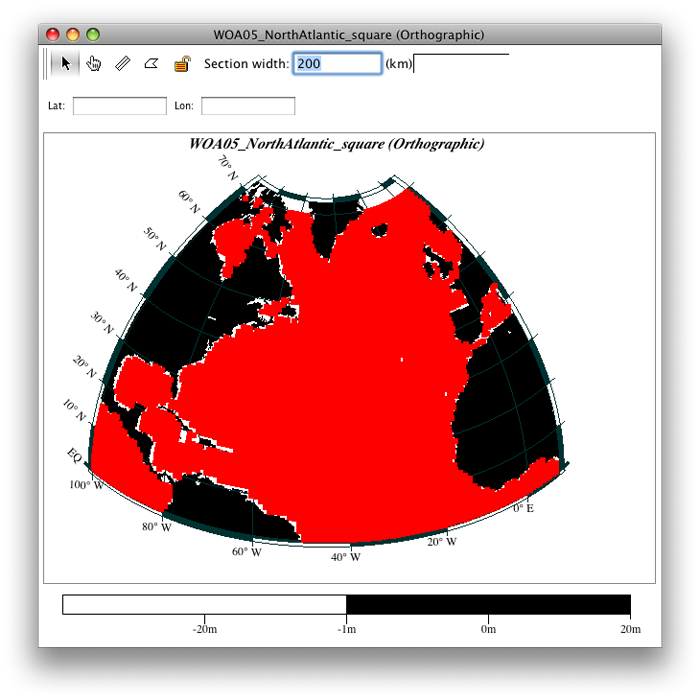 WOA05_NorthAtlantic_square (Orthographic)
Section width: 200 (km)
Lat: Lon:
WOA05_NorthAtlantic_square (Orthographic)
70° N
60° N
50° N
40° N
30° N
20° N
10° N
EQ
100° W
80° W
60° W
40° W
20° W
0° E
-20m -1m 0m 20m